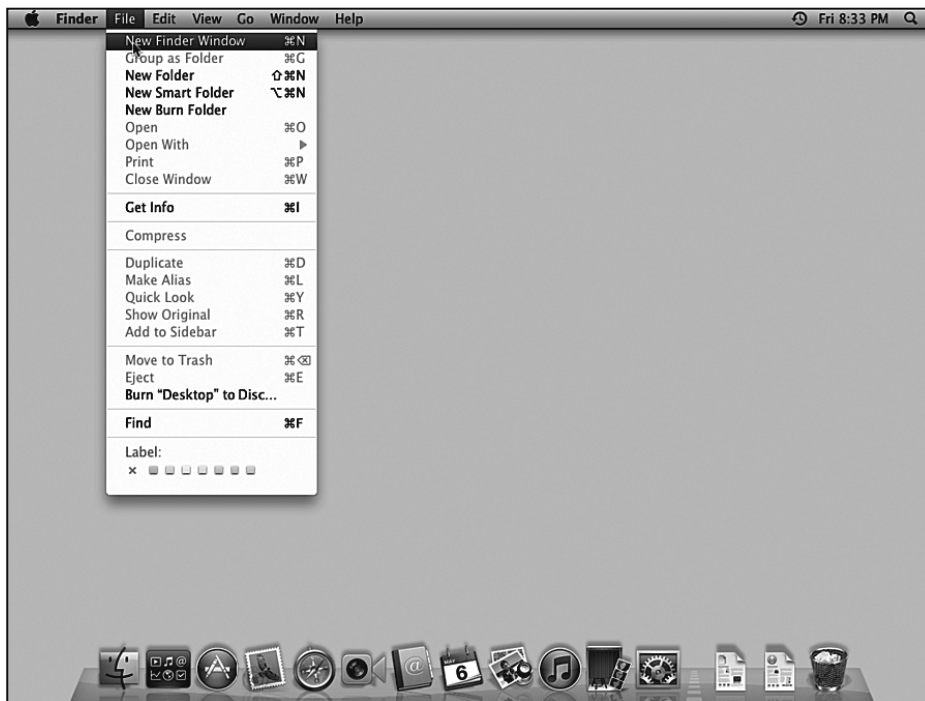 Finder File Edit View Go Window Help Fri 8:33 PM
New Finder Window ⌘N
Group as Folder ⌘G
New Folder ⇧⌘N
New Smart Folder ⌥⌘N
New Burn Folder
Open ⌘O
Open With ▶
Print ⌘P
Close Window ⌘W
Get Info ⌘I
Compress
Duplicate ⌘D
Make Alias ⌘L
Quick Look ⌘Y
Show Original ⌘R
Add to Sidebar ⌘T
Move to Trash ⌘⌫
Eject ⌘E
Burn “Desktop” to Disc...
Find ⌘F
Label:
×
@
@
MAY
6